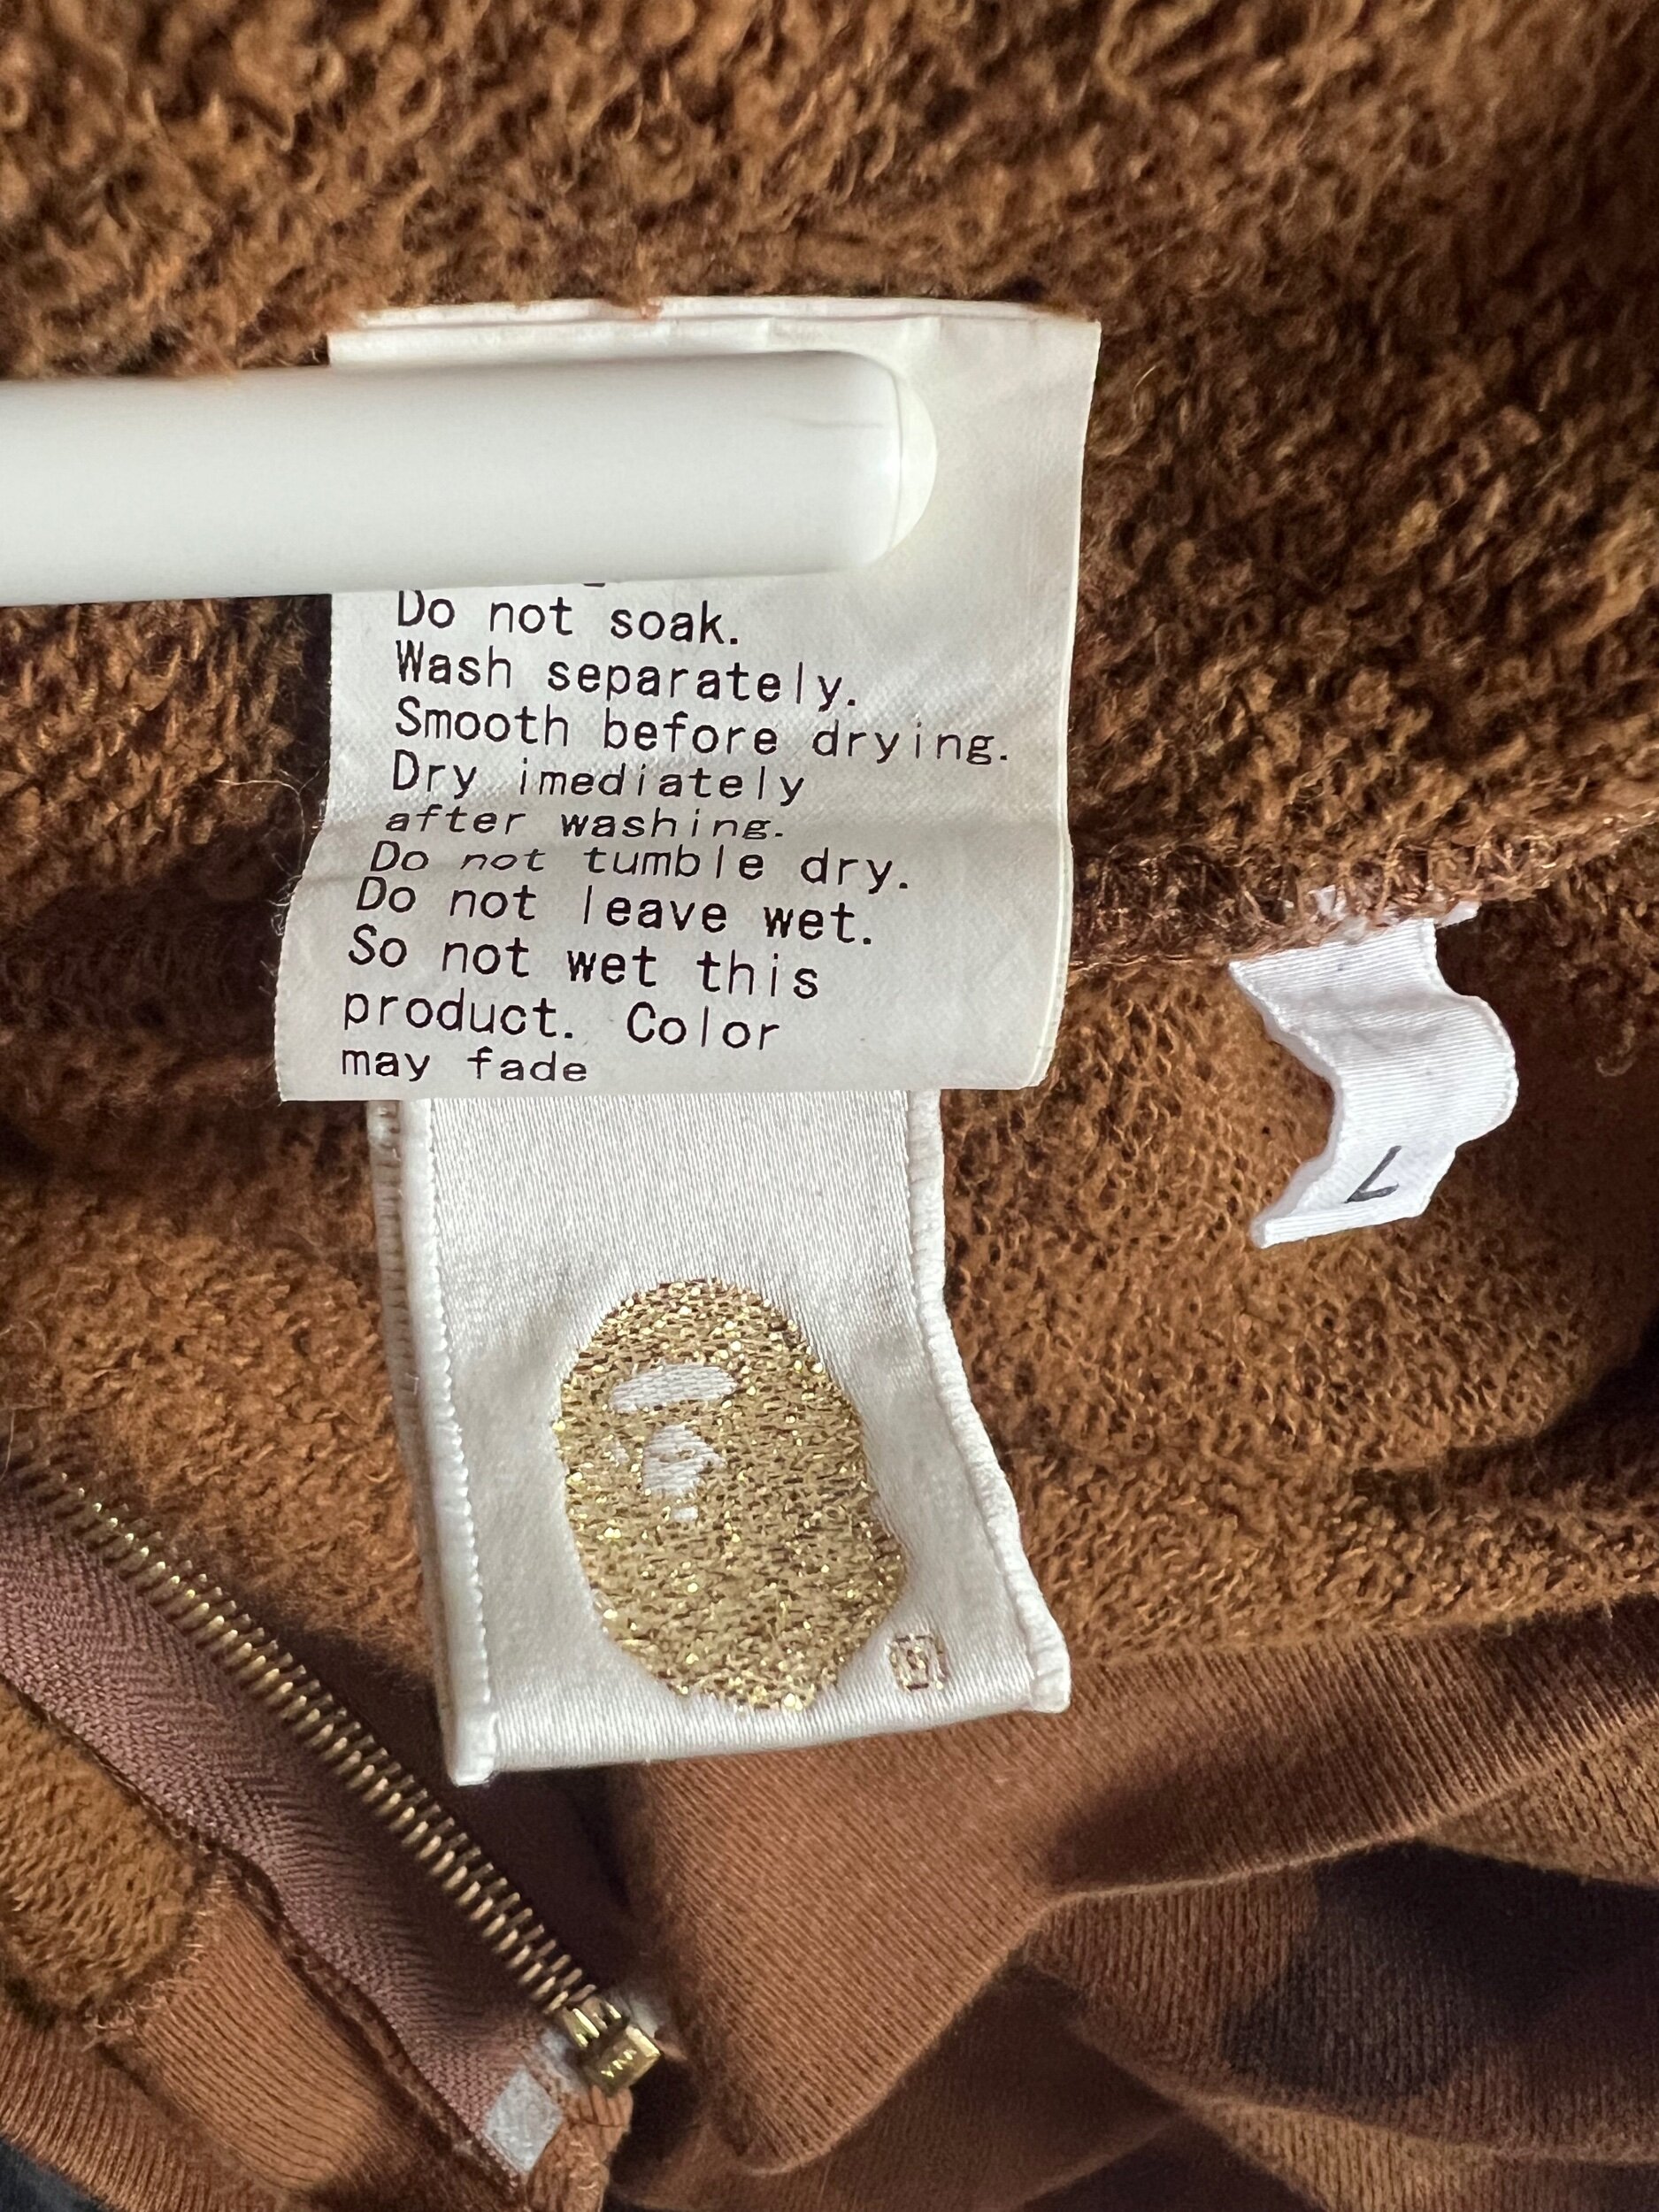 Do not soak.
Wash separately.
Smooth before drying.
Dry imediately
after washing.
Do not tumble dry.
Do not leave wet.
So not wet this
product. Color
may fade
L